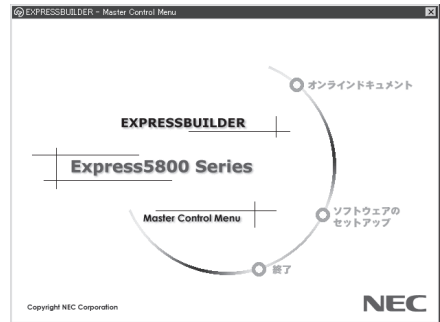 EXPRESSBUILDER - Master Control Menu
オンラインドキュメント
EXPRESSBUILDER
Express5800 Series
Master Control Menu
ソフトウェアの
セットアップ
終了
Copyright NEC Corporation
NEC